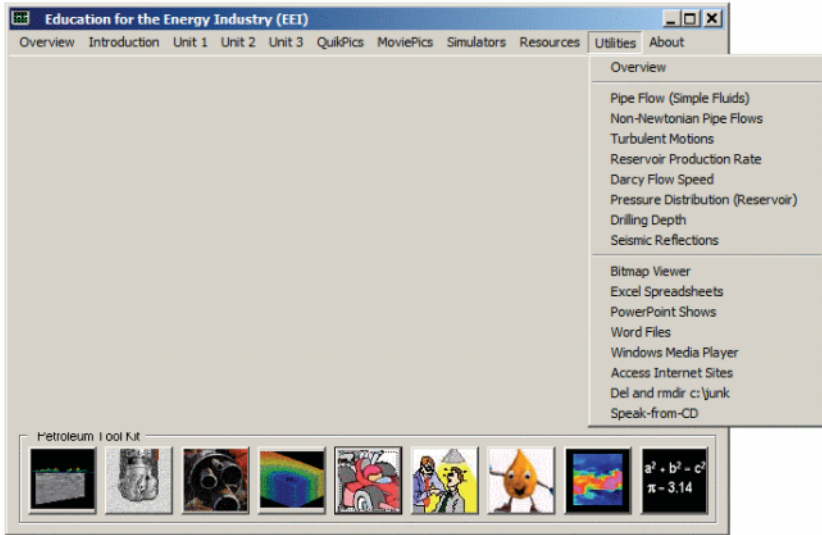 Education for the Energy Industry (EEI)
Overview Introduction Unit 1 Unit 2 Unit 3 QuikPics MoviePics Simulators Resources Utilities About
Overview
Pipe Flow (Simple Fluids)
Non-Newtonian Pipe Flows
Turbulent Motions
Reservoir Production Rate
Darcy Flow Speed
Pressure Distribution (Reservoir)
Drilling Depth
Seismic Reflections
Bitmap Viewer
Excel Spreadsheets
PowerPoint Shows
Word Files
Windows Media Player
Access Internet Sites
Del and rmdir c:\junk
Speak-from-CD
Petroleum Tool Kit
a² + b² = c²
π = 3.14